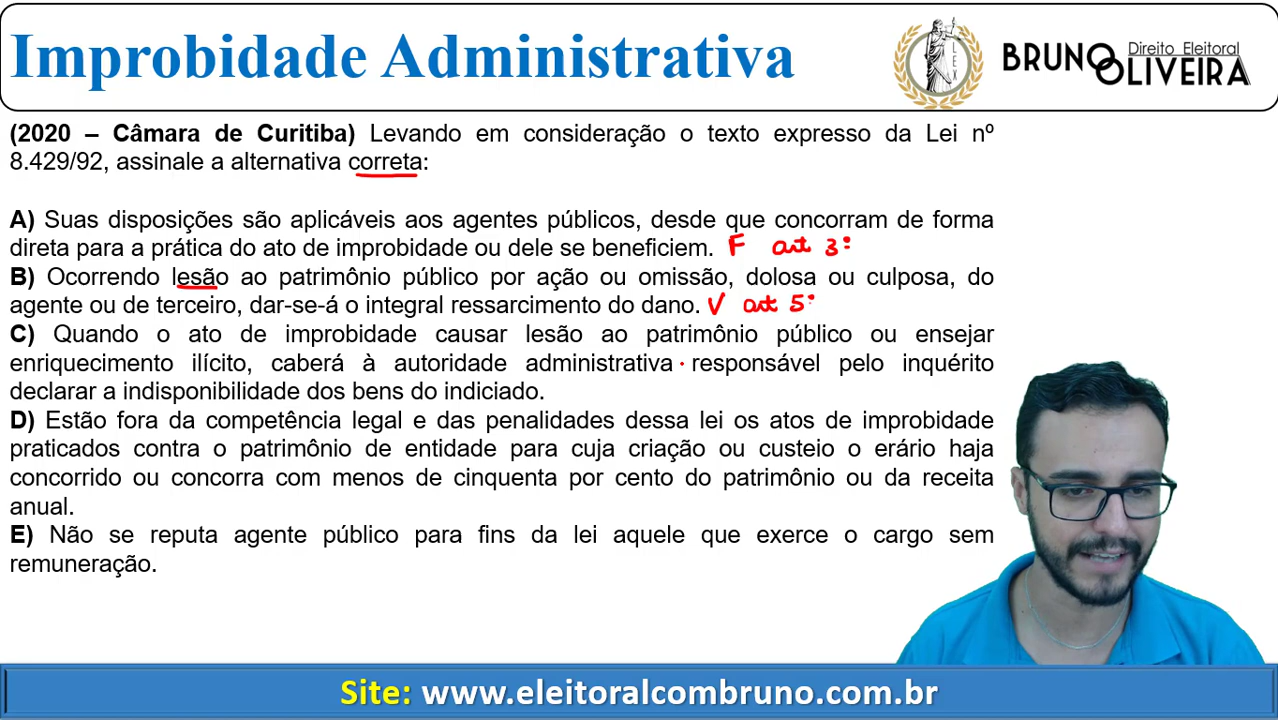 Improbidade Administrativa
LEX
BRUNO OLIVEIRA Direito Eleitoral
(2020 – Câmara de Curitiba) Levando em consideração o texto expresso da Lei nº
8.429/92, assinale a alternativa correta:
A) Suas disposições são aplicáveis aos agentes públicos, desde que concorram de forma
direta para a prática do ato de improbidade ou dele se beneficiem. F art 3º
B) Ocorrendo lesão ao patrimônio público por ação ou omissão, dolosa ou culposa, do
agente ou de terceiro, dar-se-á o integral ressarcimento do dano. V art 5º
C) Quando o ato de improbidade causar lesão ao patrimônio público ou ensejar
enriquecimento ilícito, caberá à autoridade administrativa responsável pelo inquérito
declarar a indisponibilidade dos bens do indiciado.
D) Estão fora da competência legal e das penalidades dessa lei os atos de improbidade
praticados contra o patrimônio de entidade para cuja criação ou custeio o erário haja
concorrido ou concorra com menos de cinquenta por cento do patrimônio ou da receita
anual.
E) Não se reputa agente público para fins da lei aquele que exerce o cargo sem
remuneração.
Site: www.eleitoralcombruno.com.br